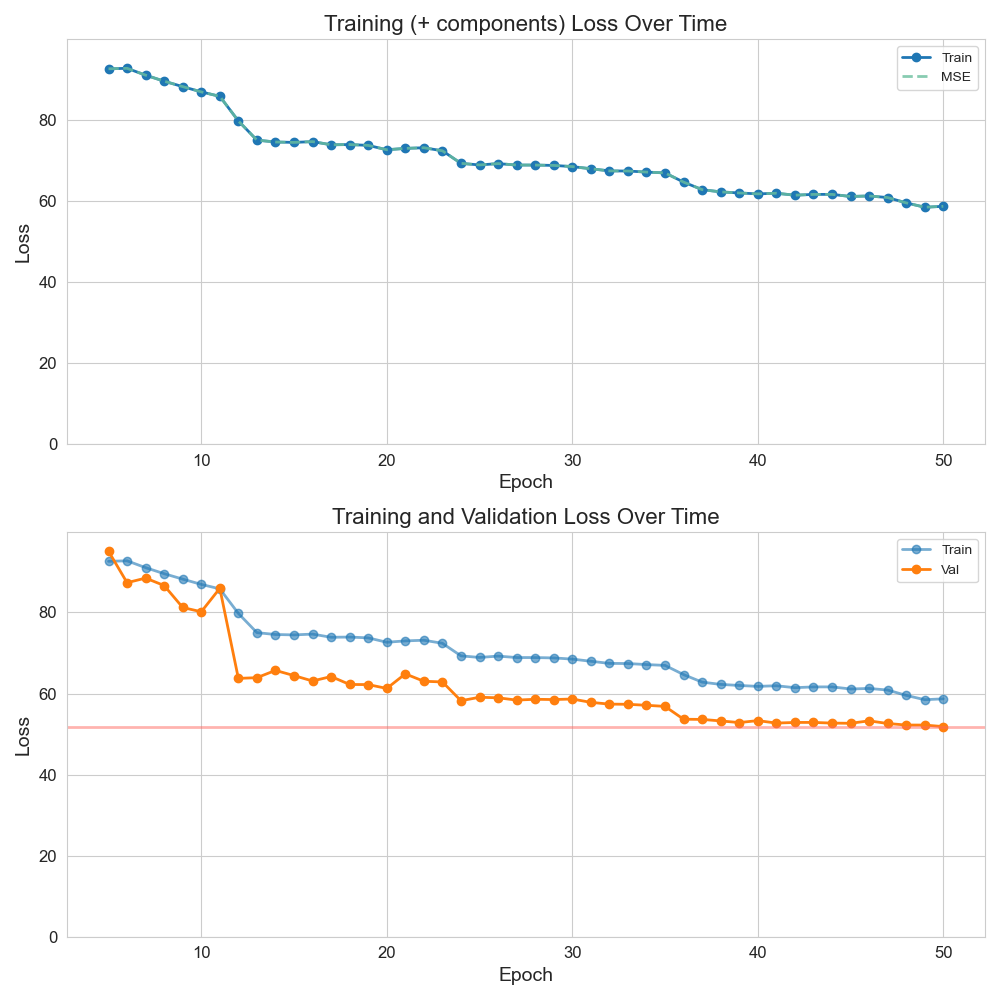 Training (+ components) Loss Over Time
Train
MSE
Loss
80
60
40
20
0
10 20 30 40 50
Epoch
Training and Validation Loss Over Time
Train
Val
Loss
80
60
40
20
0
10 20 30 40 50
Epoch